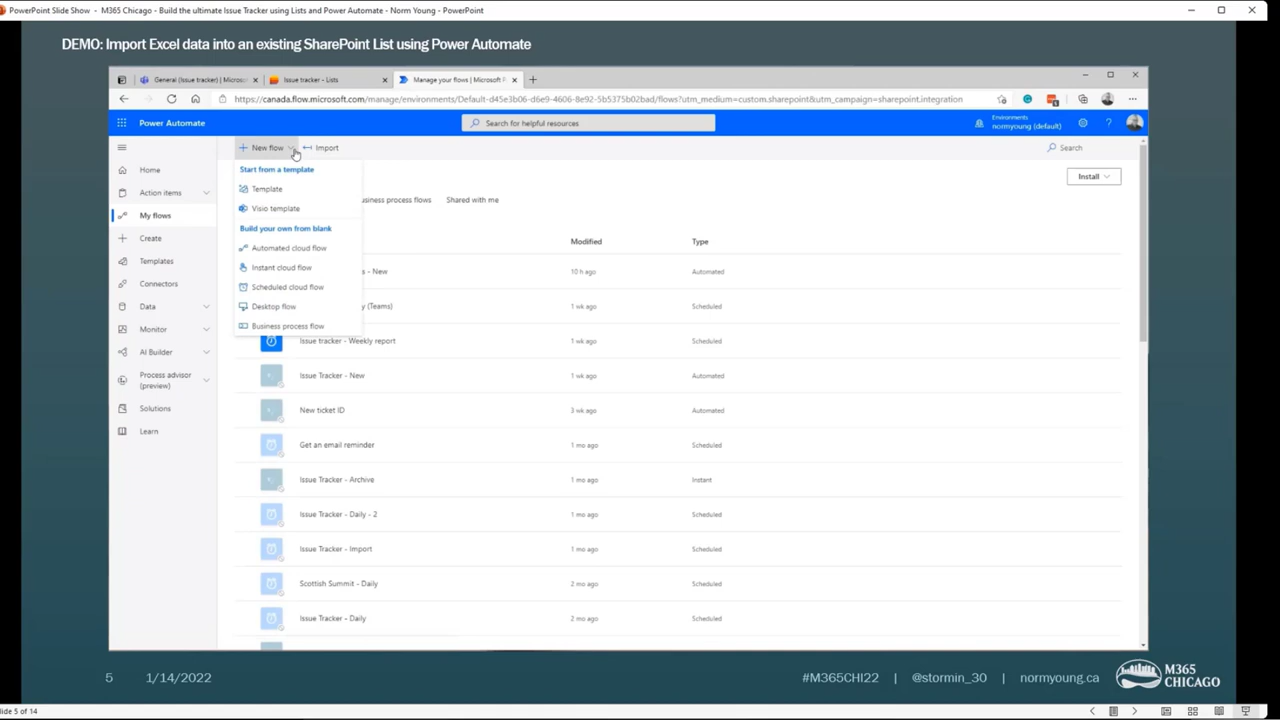 PowerPoint Slide Show - M365 Chicago - Build the ultimate Issue Tracker using Lists and Power Automate - Norm Young - PowerPoint
DEMO: Import Excel data into an existing SharePoint List using Power Automate
General (Issue tracker) | Micros
Issue tracker - Lists
Manage your flows | Microsoft
https://canada.flow.microsoft.com/manage/environments/Default-d45e3b06-d6e9-4606-8e92-5b5375b02bad/flows?utm_medium=custom.sharepoint&utm_campaign=sharepoint.integration
Power Automate
Search for helpful resources
Environments
normyoung (default)
New flow
Import
Search
Home
Action items
My flows
Create
Templates
Connectors
Data
Monitor
AI Builder
Process advisor
(preview)
Solutions
Learn
Start from a template
Template
Visio template
Build your own from blank
Automated cloud flow
Instant cloud flow
Scheduled cloud flow
Desktop flow
Business process flow
Install
usiness process flows
Shared with me
Modified
Type
s - New
10 h ago
Automated
y (Teams)
1 wk ago
Scheduled
Issue tracker - Weekly report
1 wk ago
Scheduled
Issue Tracker - New
1 wk ago
Automated
New ticket ID
3 wk ago
Automated
Get an email reminder
1 mo ago
Scheduled
Issue Tracker - Archive
1 mo ago
Instant
Issue Tracker - Daily - 2
1 mo ago
Scheduled
Issue Tracker - Import
1 mo ago
Scheduled
Scottish Summit - Daily
2 mo ago
Scheduled
Issue Tracker - Daily
2 mo ago
Scheduled
5
1/14/2022
#M365CHI22 | @stormin_30 | normyoung.ca
M365
CHICAGO
Slide 5 of 14